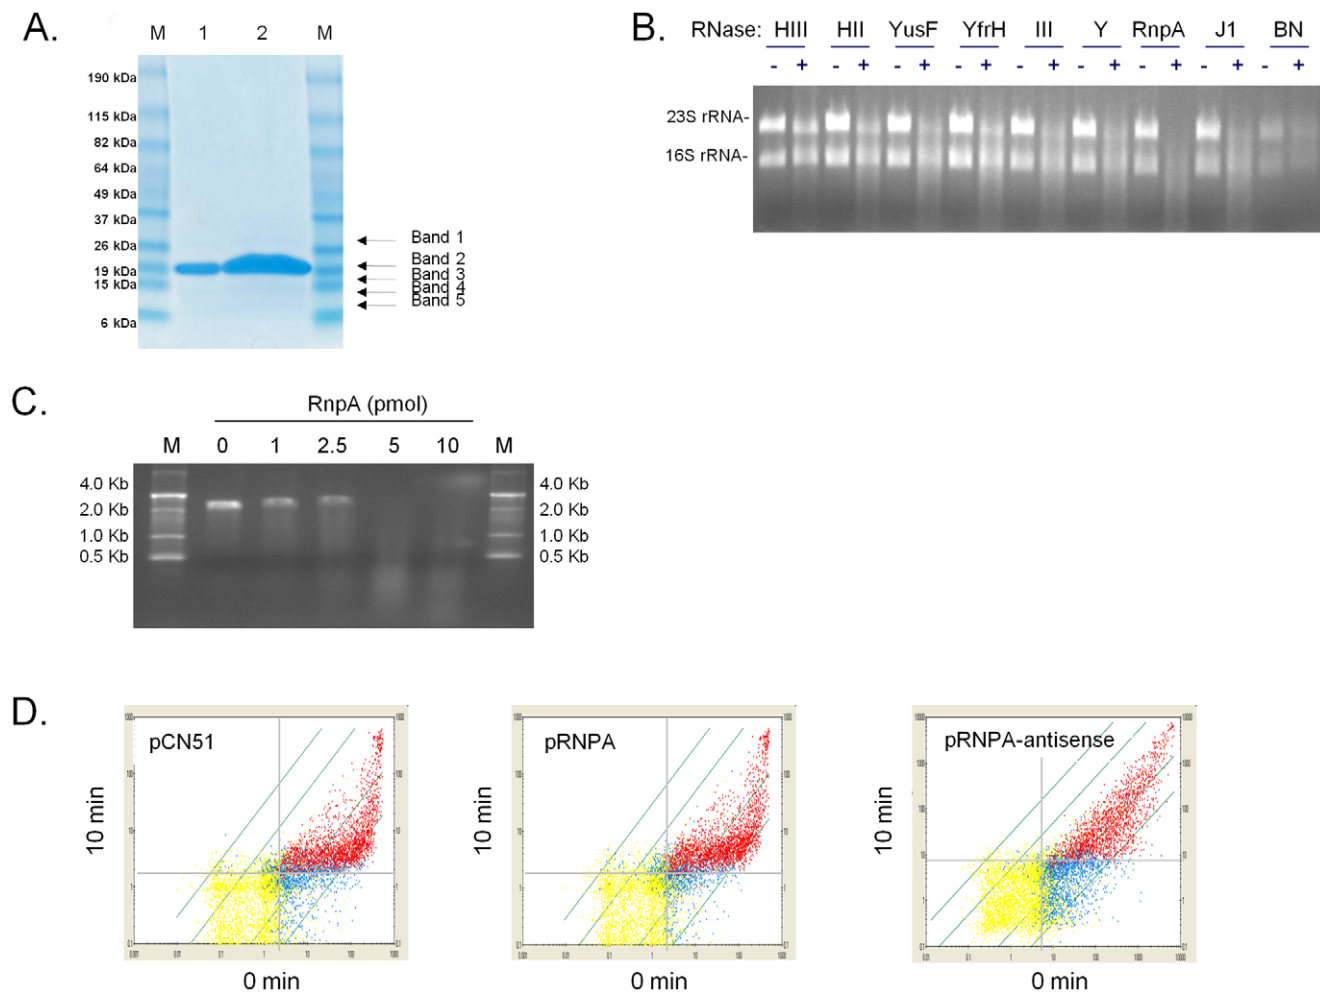 A.
M 1 2 M
190 kDa
115 kDa
82 kDa
64 kDa
49 kDa
37 kDa
26 kDa
19 kDa
15 kDa
6 kDa
Band 1
Band 2
Band 3
Band 4
Band 5
B.
RNase: HIII HII YusF YfrH III Y RnpA J1 BN
- + - + - + - + - + - + - + - + - +
23S rRNA-
16S rRNA-
C.
RnpA (pmol)
M 0 1 2.5 5 10 M
4.0 Kb 4.0 Kb
2.0 Kb 2.0 Kb
1.0 Kb 1.0 Kb
0.5 Kb 0.5 Kb
D.
pCN51
10 min
0 min
pRNPA
10 min
0 min
pRNPA-antisense
10 min
0 min